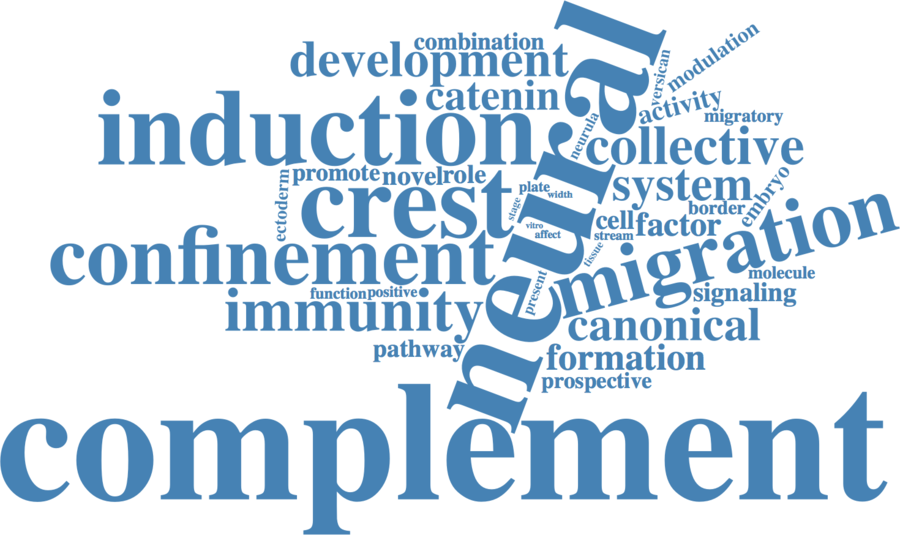 combination
development
catenin
induction
neural
versican
modulation
activity
migratory
neurula
collective
ectoderm
promote
novel
role
crest
plate
width
stage
vitro
affect
system
embryo
border
cell
factor
stream
tissue
confinement
migration
molecule
present
signaling
function
positive
immunity
canonical
pathway
formation
prospective
complement